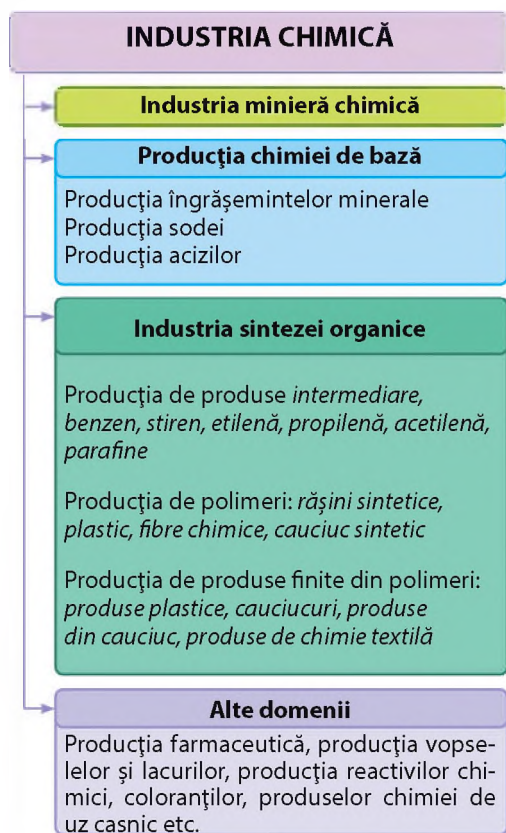 INDUSTRIA CHIMICĂ
Industria minieră chimică
Producţia chimiei de bază
Producţia îngrăşemintelor minerale
Producţia sodei
Producţia acizilor
Industria sintezei organice
Producţia de produse intermediare,
benzen, stiren, etilenă, propilenă, acetilenă,
parafine
Producţia de polimeri: răşini sintetice,
plastic, fibre chimice, cauciuc sintetic
Producţia de produse finite din polimeri:
produse plastice, cauciucuri, produse
din cauciuc, produse de chimie textilă
Alte domenii
Producţia farmaceutică, producţia vopse-
lelor și lacurilor, producţia reactivilor chi-
mici, coloranţilor, produselor chimiei de
uz casnic etc.